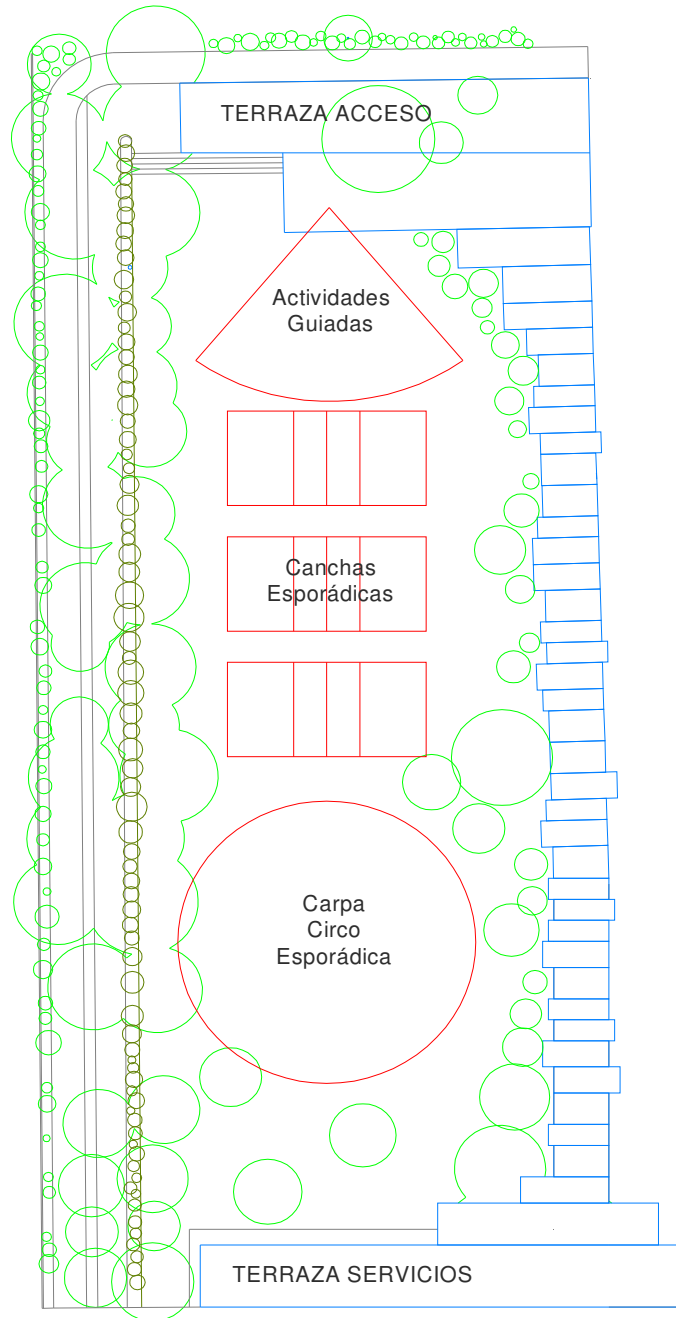 TERRAZA ACCESO
Actividades
Guiadas
Canchas
Esporádicas
Carpa
Circo
Esporádica
TERRAZA SERVICIOS